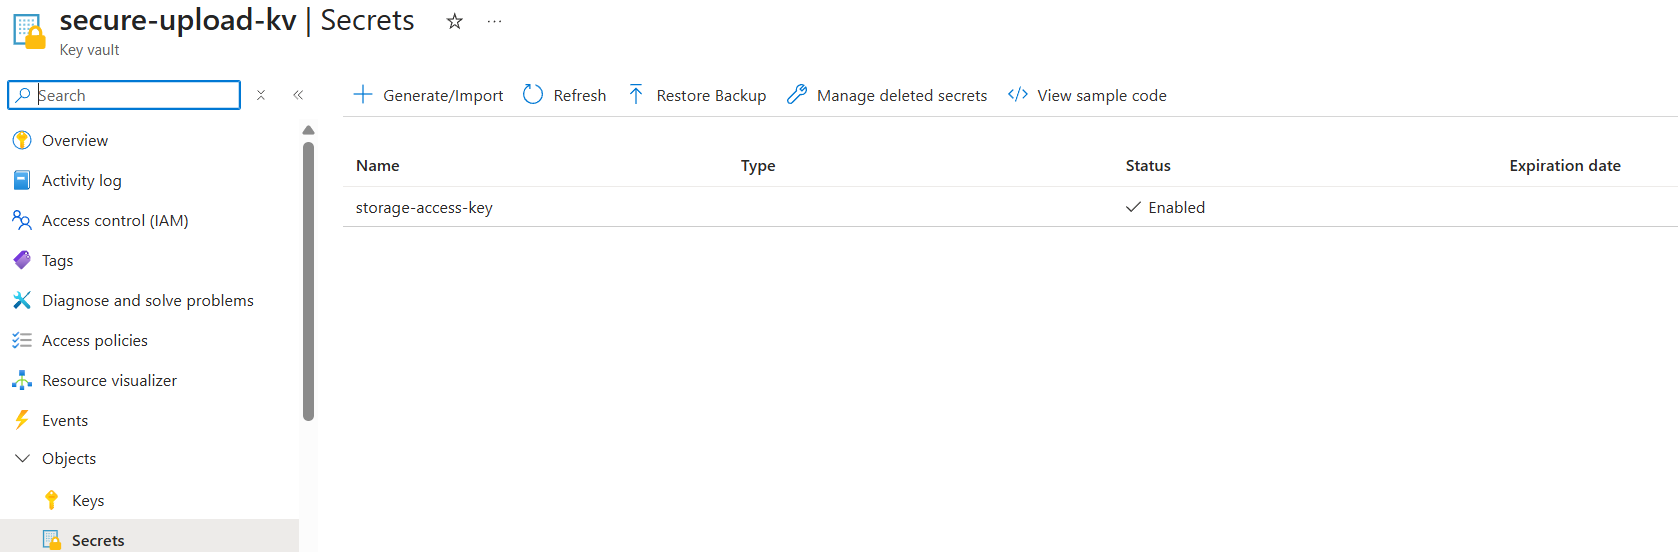 secure-upload-kv | Secrets
Key vault
Search
Generate/Import Refresh Restore Backup Manage deleted secrets View sample code
Overview
Activity log
Access control (IAM)
Tags
Diagnose and solve problems
Access policies
Resource visualizer
Events
Objects
Keys
Secrets
Name Type Status Expiration date
storage-access-key Enabled